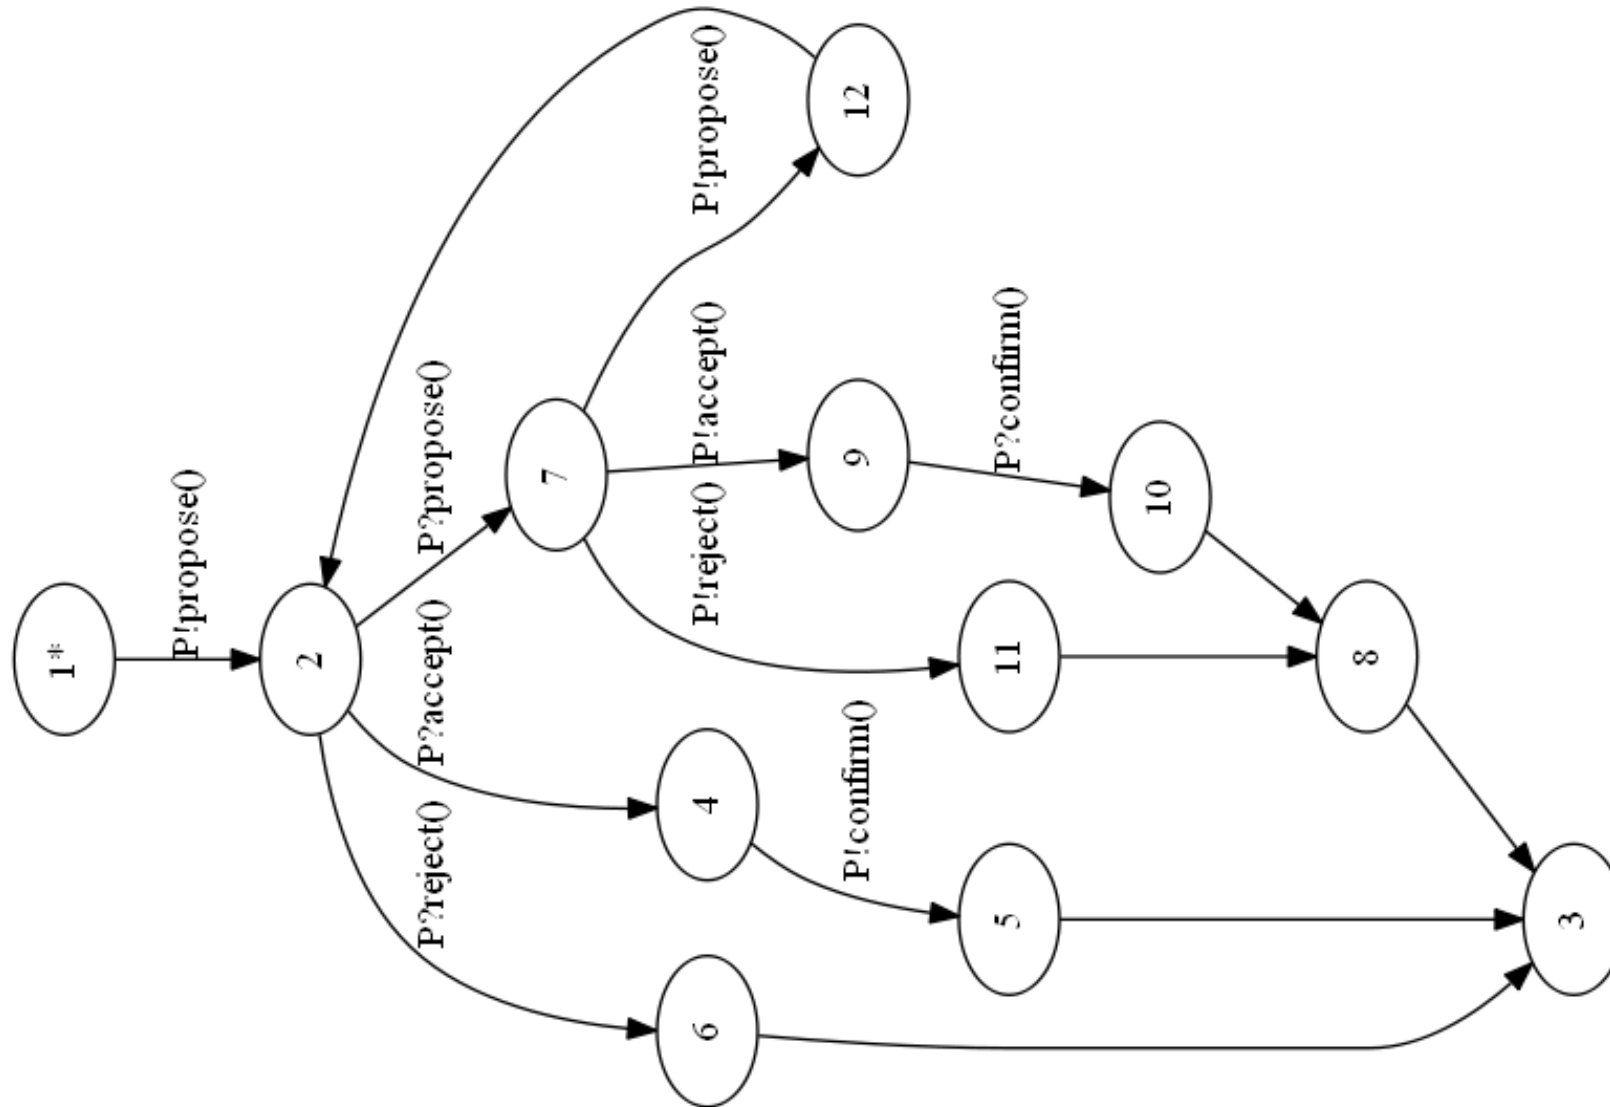 1*
P!propose()
2
P?propose()
P?accept()
P?reject()
7
P!propose()
P!accept()
P!reject()
12
9
4
6
P?confirm()
P!confirm()
10
11
5
8
3